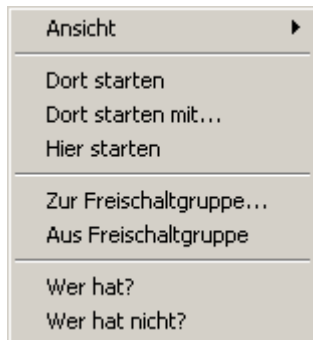 Ansicht
Dort starten
Dort starten mit...
Hier starten
Zur Freischaltgruppe...
Aus Freischaltgruppe
Wer hat?
Wer hat nicht?